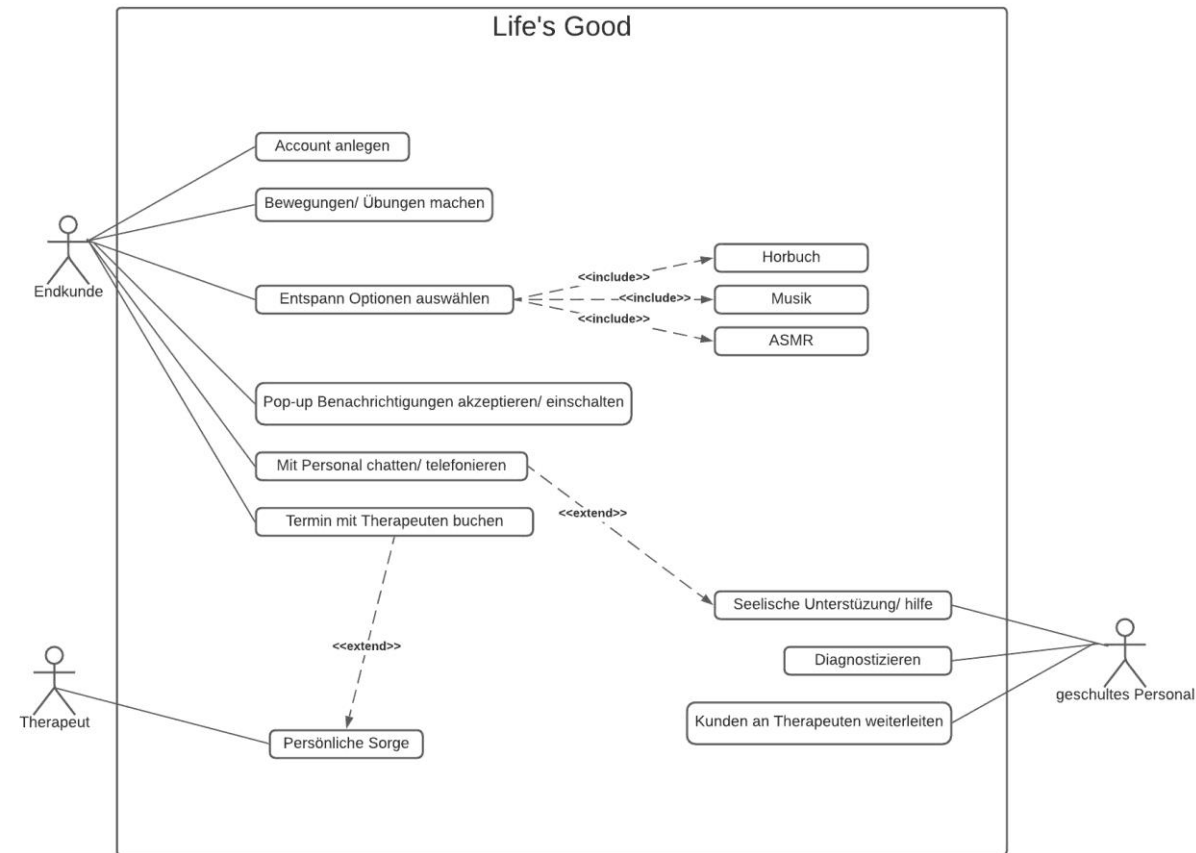 Life's Good
Account anlegen
Bewegungen/ Übungen machen
Endkunde
Entspann Optionen auswählen
<<include>>
<<include>>
<<include>>
Horbuch
Musik
ASMR
Pop-up Benachrichtigungen akzeptieren/ einschalten
Mit Personal chatten/ telefonieren
<<extend>>
Termin mit Therapeuten buchen
Seelische Unterstüzung/ hilfe
<<extend>>
Diagnostizieren
geschultes Personal
Therapeut
Kunden an Therapeuten weiterleiten
Persönliche Sorge